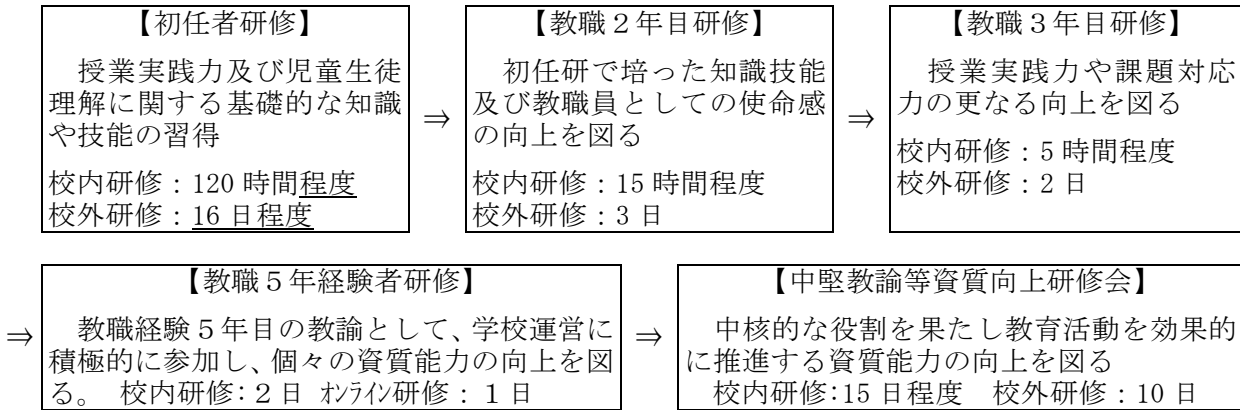 【初任者研修】
授業実践力及び児童生徒
理解に関する基礎的な知識
や技能の習得
校内研修：120 時間程度
校外研修：16 日程度
⇒
【教職２年目研修】
初任研で培った知識技能
及び教職員としての使命感
の向上を図る
校内研修：15 時間程度
校外研修：3 日
⇒
【教職３年目研修】
授業実践力や課題対応
力の更なる向上を図る
校内研修：5 時間程度
校外研修：2 日
⇒
【教職５年経験者研修】
教職経験５年目の教諭として、学校運営に
積極的に参加し、個々の資質能力の向上を図
る。 校内研修：２日 ｵﾝﾗｲﾝ研修：１日
⇒
【中堅教諭等資質向上研修会】
中核的な役割を果たし教育活動を効果的
に推進する資質能力の向上を図る
校内研修：15 日程度 校外研修：10 日